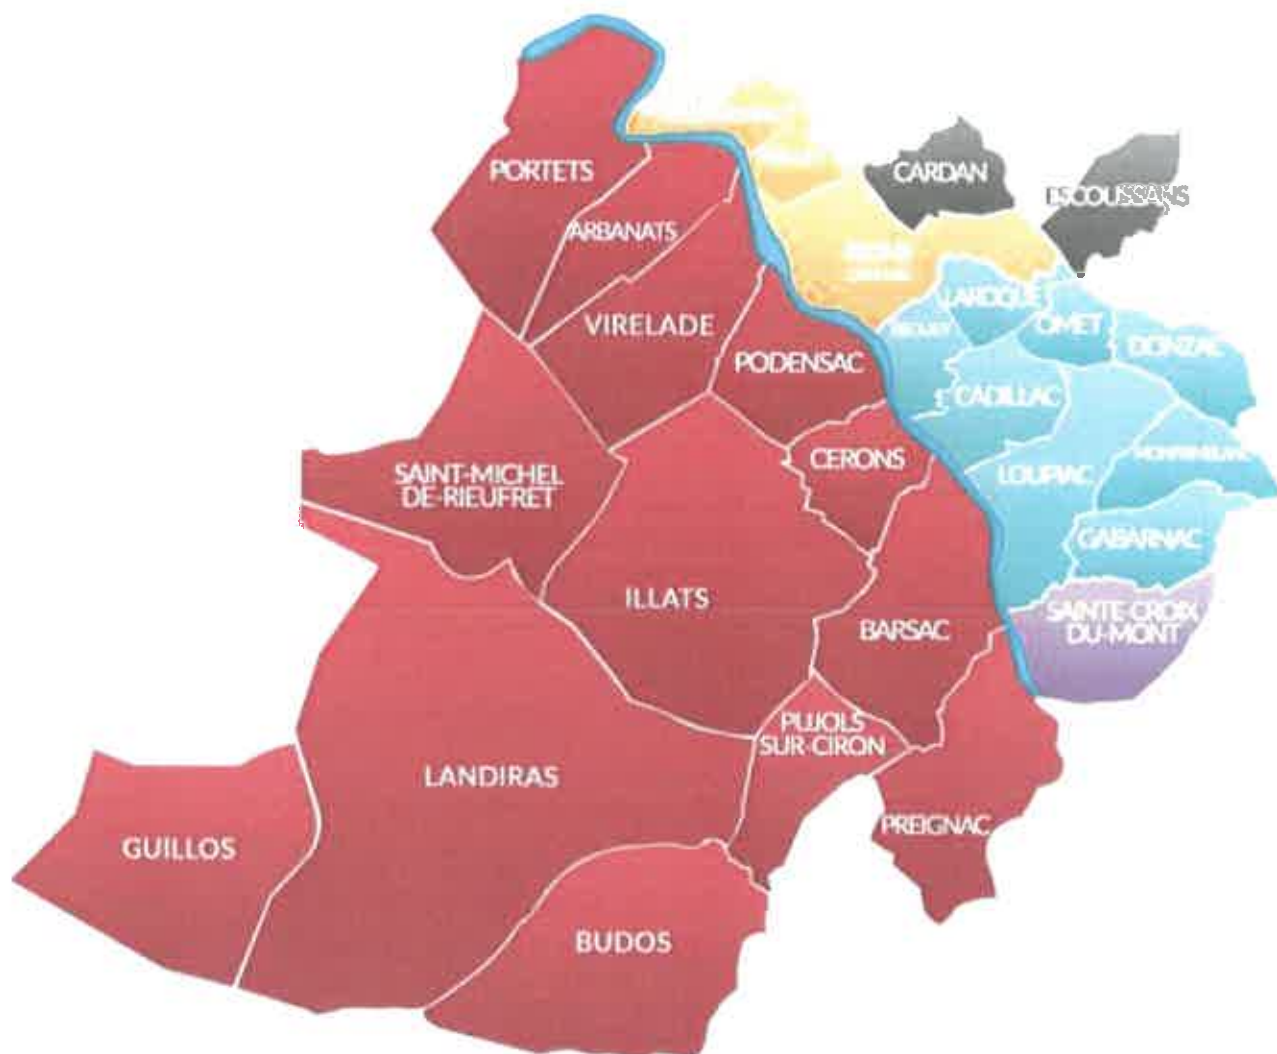 PORTETS
CARDAN
ESCOUSSANS
ARBANATS
LAROQUE
VIRELADE
OMET
DONZAC
PODENSAC
CADILLAC
CERONS
LOUPIAC
SAINT-MICHEL
DE-RIEUFRET
GABARNAC
ILLATS
BARSAC
SAINTE-CROIX
DU-MONT
PUJOLS
SUR-CIRON
LANDIRAS
PREIGNAC
GUILLOS
BUDOS